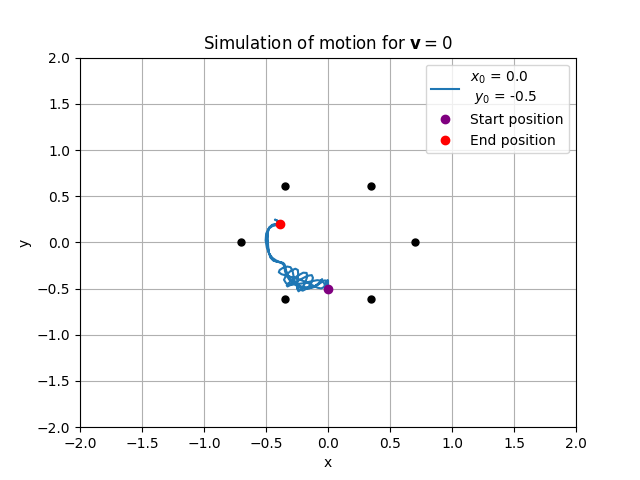 Simulation of motion for v = 0
2.0
1.5
1.0
0.5
0.0
−0.5
−1.0
−1.5
−2.0
y
−2.0 −1.5 −1.0 −0.5 0.0 0.5 1.0 1.5 2.0
x
x₀ = 0.0
y₀ = -0.5
Start position
End position